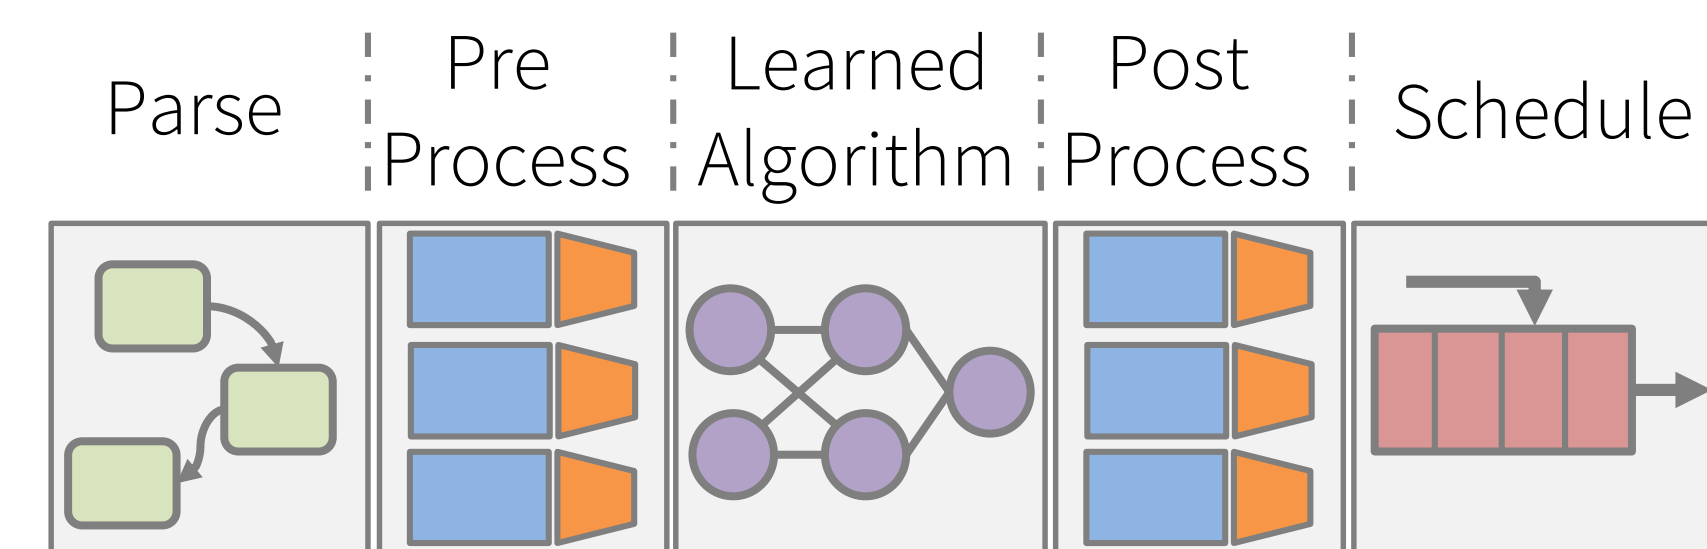 Parse
Pre
Process
Learned
Algorithm
Post
Process
Schedule